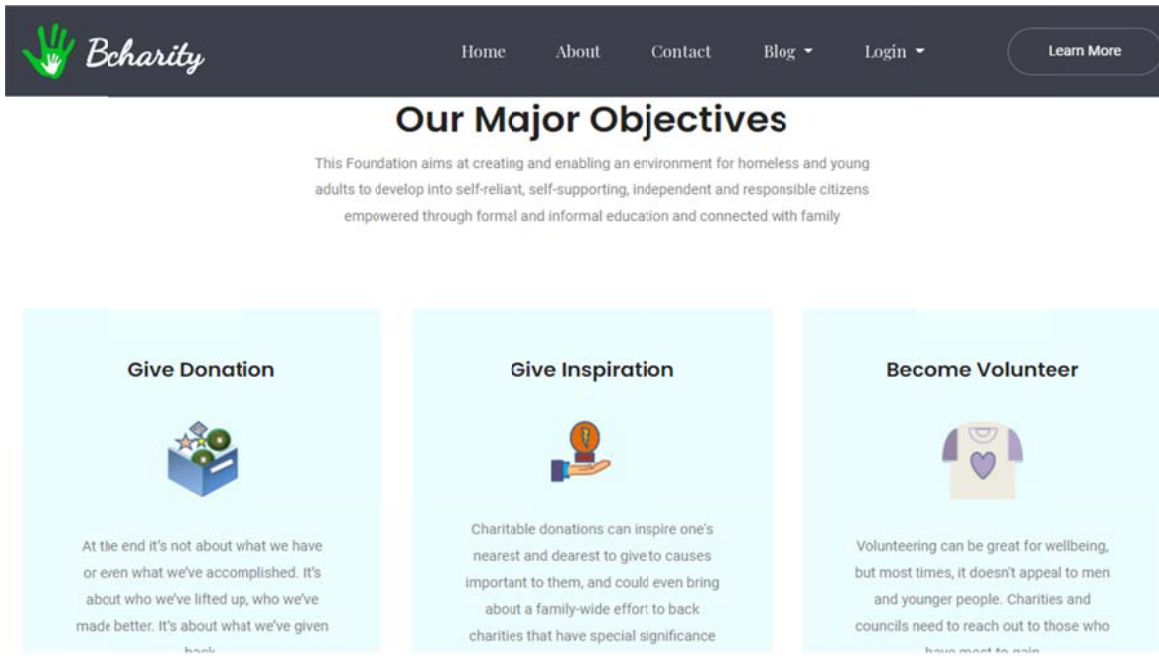 Bcharity
Home About Contact Blog Login Learn More
Our Major Objectives
This Foundation aims at creating and enabling an environment for homeless and young
adults to develop into self-reliant, self-supporting, independent and responsible citizens
empowered through formal and informal education and connected with family
Give Donation
At the end it's not about what we have
or even what we've accomplished. It's
about who we've lifted up, who we've
made better. It's about what we've given
back
Give Inspiration
Charitable donations can inspire one's
nearest and dearest to give to causes
important to them, and could even bring
about a family-wide effort to back
charities that have special significance
Become Volunteer
Volunteering can be great for wellbeing,
but most times, it doesn't appeal to men
and younger people. Charities and
councils need to reach out to those who
have most to gain